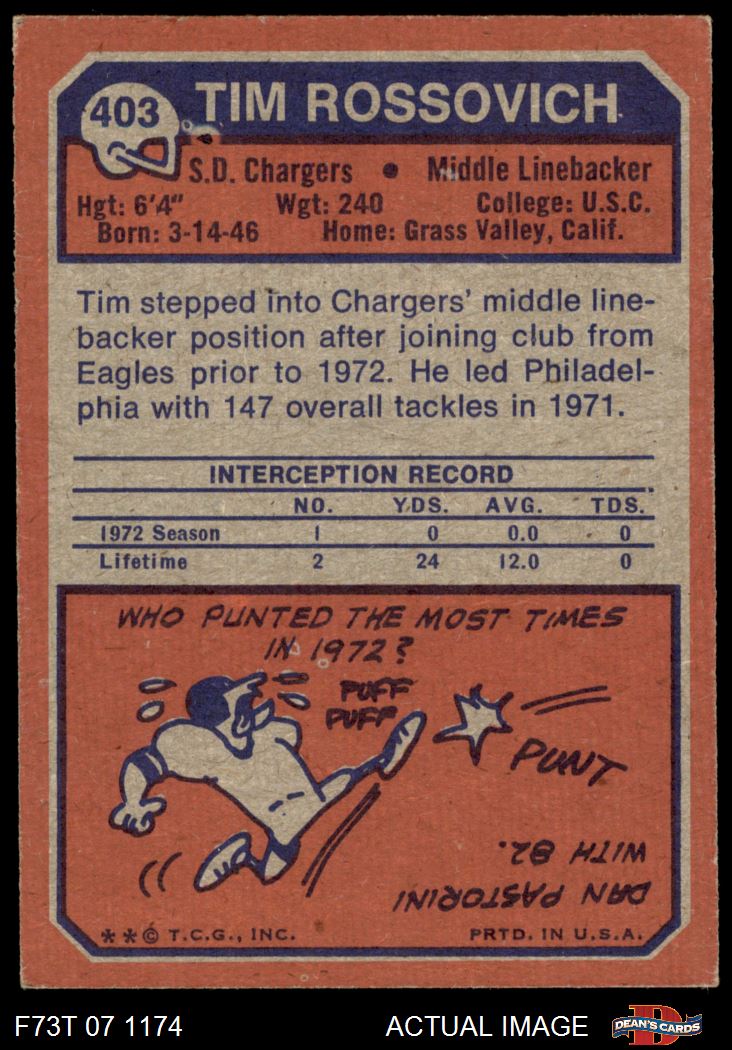 403
TIM ROSSOVICH
S.D. Chargers • Middle Linebacker
Hgt: 6'4" Wgt: 240 College: U.S.C.
Born: 3-14-46 Home: Grass Valley, Calif.
Tim stepped into Chargers' middle line-
backer position after joining club from
Eagles prior to 1972. He led Philadel-
phia with 147 overall tackles in 1971.
INTERCEPTION RECORD
NO. YDS. AVG. TDS.
1972 Season 1 0 0.0 0
Lifetime 2 24 12.0 0
WHO PUNTED THE MOST TIMES
IN 1972?
PUFF
PUFF
PUNT
DAN PASTORINI
WITH 82.
**© T.C.G., INC. PRTD. IN U.S.A.
F73T 07 1174 ACTUAL IMAGE
D
DEAN'S CARDS